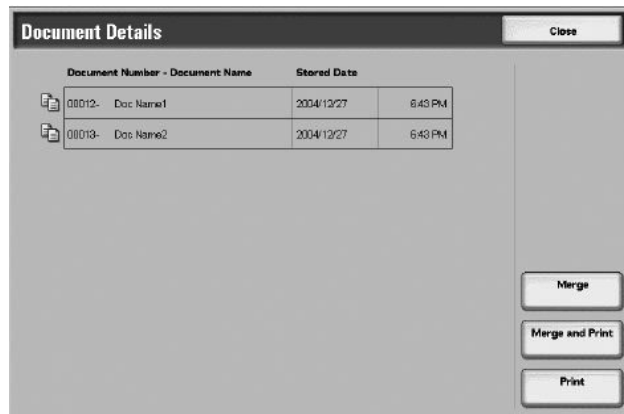 Document Details
Close
Document Number - Document Name Stored Date
00012- Doc Name1 2004/12/27 6:43 PM
00013- Doc Name2 2004/12/27 6:43 PM
Merge
Merge and Print
Print